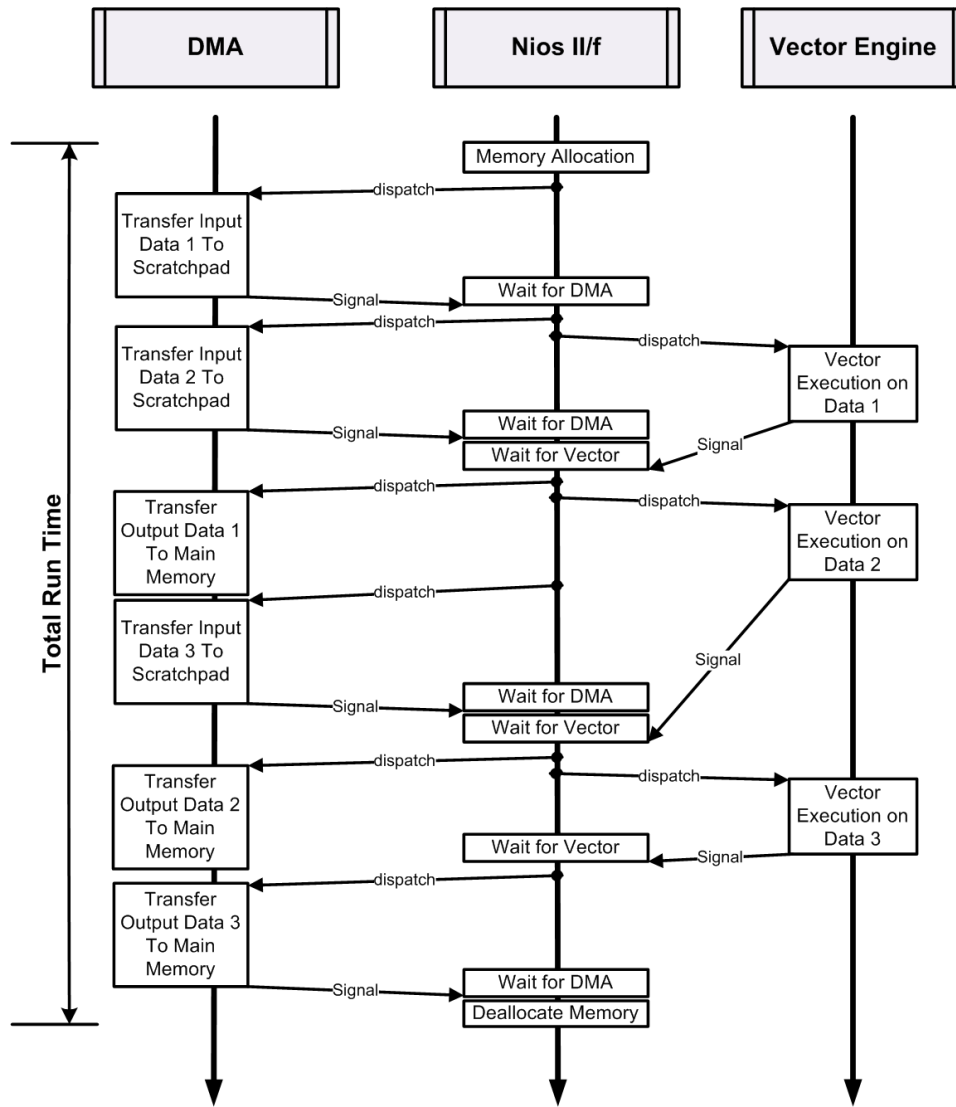 DMA
Nios II/f
Vector Engine
Memory Allocation
dispatch
Transfer Input
Data 1 To
Scratchpad
Wait for DMA
Signal
dispatch
dispatch
Transfer Input
Data 2 To
Scratchpad
Vector
Execution on
Data 1
Wait for DMA
Signal
Signal
Wait for Vector
dispatch
dispatch
Transfer
Output Data 1
To Main
Memory
Vector
Execution on
Data 2
dispatch
Transfer Input
Data 3 To
Scratchpad
Total Run Time
Signal
Wait for DMA
Signal
Wait for Vector
dispatch
dispatch
Transfer
Output Data 2
To Main
Memory
Vector
Execution on
Data 3
Wait for Vector
Signal
dispatch
Transfer
Output Data 3
To Main
Memory
Wait for DMA
Signal
Deallocate Memory